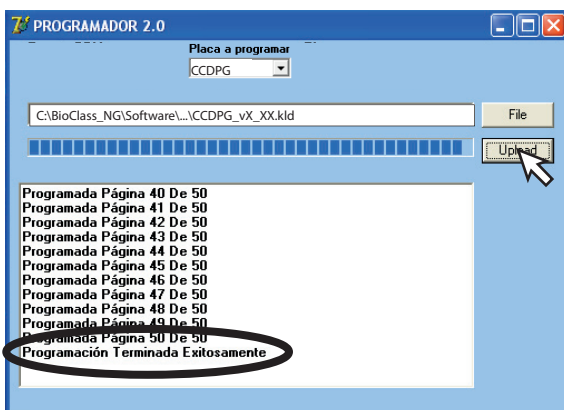 PROGRAMADOR 2.0
Placa a programar
CCDPG
C:\BioClass_NG\Software\...\CCDPG_vX_XX.kld
File
Upload
Programada Página 40 De 50
Programada Página 41 De 50
Programada Página 42 De 50
Programada Página 43 De 50
Programada Página 44 De 50
Programada Página 45 De 50
Programada Página 46 De 50
Programada Página 47 De 50
Programada Página 48 De 50
Programada Página 49 De 50
Programada Página 50 De 50
Programación Terminada Exitosamente